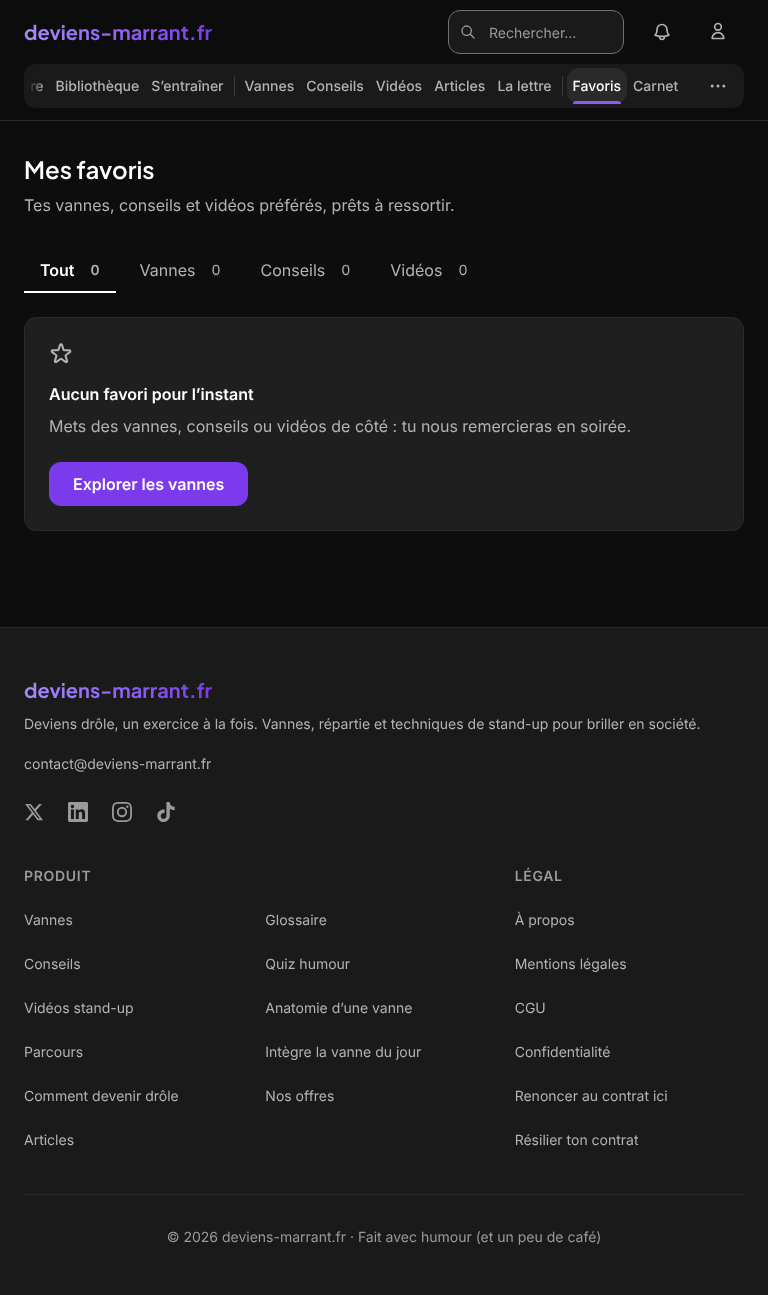 deviens-marrant.fr
Rechercher...
re Bibliothèque S’entraîner Vannes Conseils Vidéos Articles La lettre Favoris Carnet
Mes favoris
Tes vannes, conseils et vidéos préférés, prêts à ressortir.
Tout 0 Vannes 0 Conseils 0 Vidéos 0
Aucun favori pour l’instant
Mets des vannes, conseils ou vidéos de côté : tu nous remercieras en soirée.
Explorer les vannes
deviens-marrant.fr
Deviens drôle, un exercice à la fois. Vannes, répartie et techniques de stand-up pour briller en société.
contact@deviens-marrant.fr
PRODUIT
Vannes
Conseils
Vidéos stand-up
Parcours
Comment devenir drôle
Articles
Glossaire
Quiz humour
Anatomie d’une vanne
Intègre la vanne du jour
Nos offres
LÉGAL
À propos
Mentions légales
CGU
Confidentialité
Renoncer au contrat ici
Résilier ton contrat
© 2026 deviens-marrant.fr · Fait avec humour (et un peu de café)